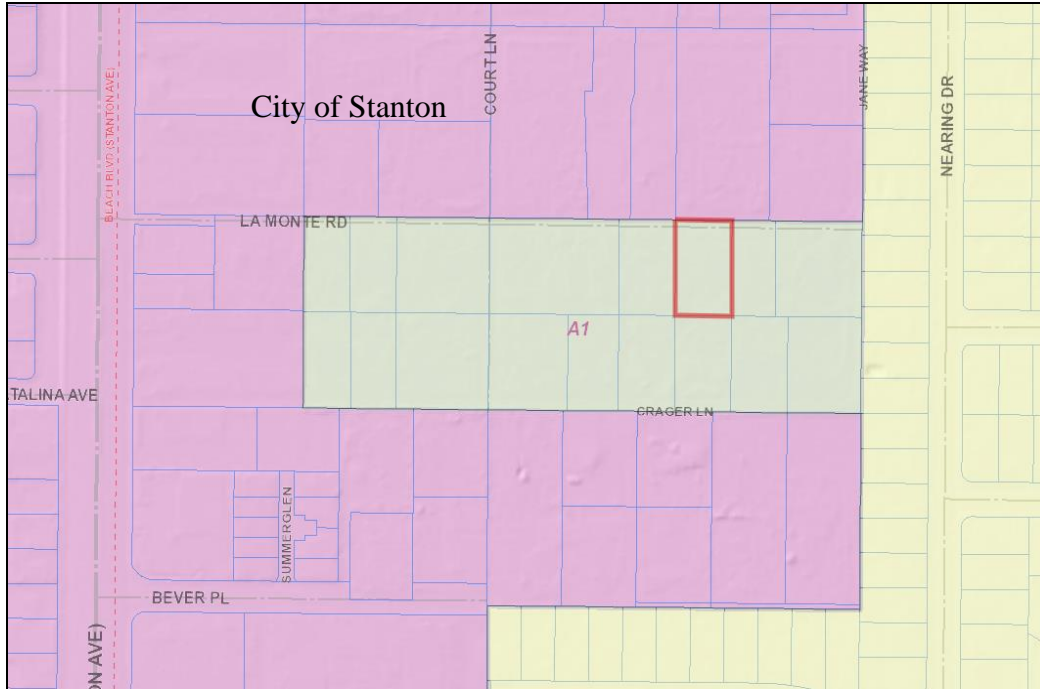 City of Stanton
COURT LN
JANE WAY
NEARING DR
BEACH BLVD (STANTON AVE)
LA MONTE RD
A1
TALINA AVE
CRAGER LN
SUMMERGLEN
BEVER PL
ON AVE)